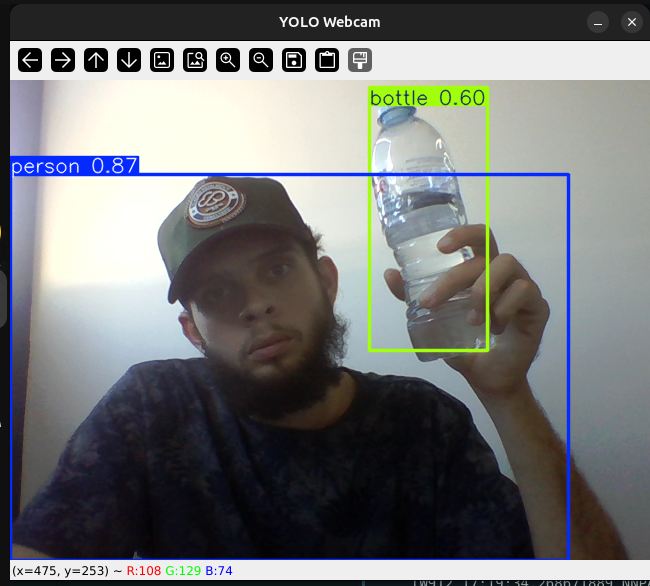 YOLO Webcam
bottle 0.60
person 0.87
(x=475, y=253) ~ R:108 G:129 B:74